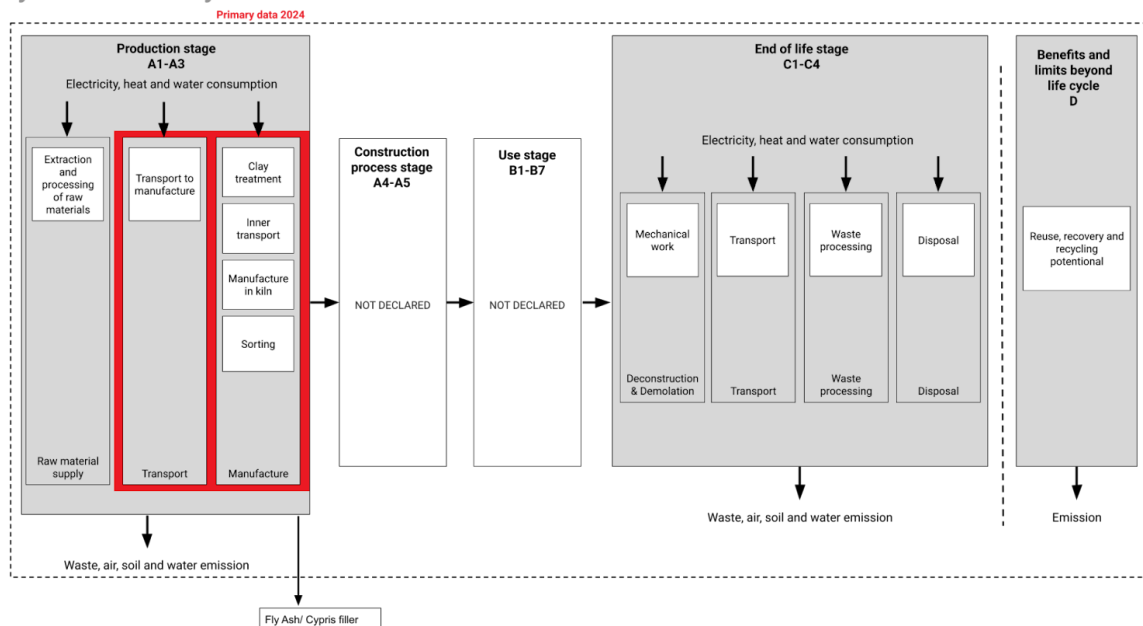 Primary data 2024
Production stage
A1-A3
Electricity, heat and water consumption
Extraction
and
processing
of raw
materials
Raw material
supply
Transport to
manufacture
Transport
Clay
treatment
Inner
transport
Manufacture
in kiln
Sorting
Manufacture
Waste, air, soil and water emission
Fly Ash/ Cypris filler
Construction
process stage
A4-A5
NOT DECLARED
Use stage
B1-B7
NOT DECLARED
End of life stage
C1-C4
Electricity, heat and water consumption
Mechanical
work
Deconstruction
& Demolation
Transport
Transport
Waste
processing
Waste
processing
Disposal
Disposal
Waste, air, soil and water emission
Benefits and
limits beyond
life cycle
D
Reuse, recovery and
recycling
potentional
Emission